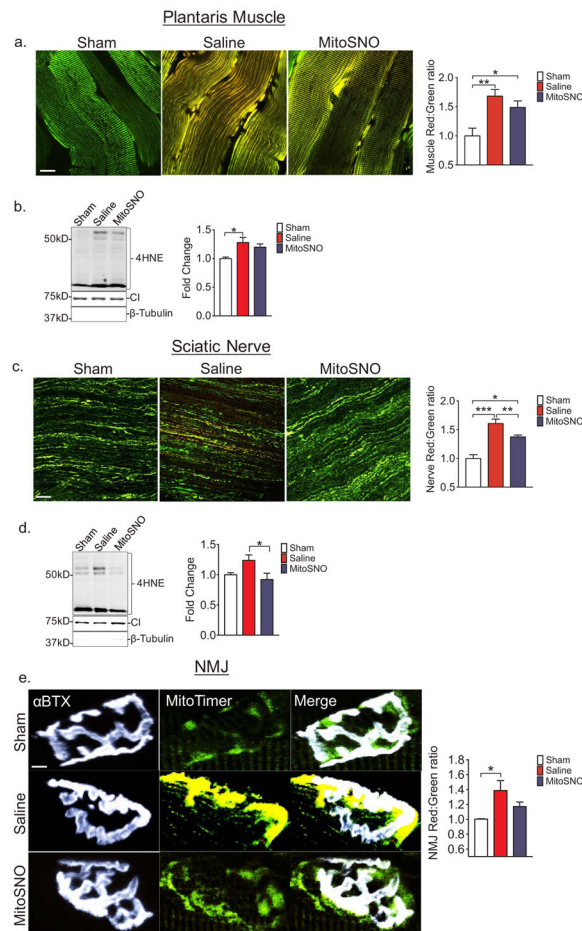 Plantaris Muscle
a.
Sham
Saline
MitoSNO
Muscle Red:Green ratio
2.0
1.5
1.0
0.5
**
*
Sham
Saline
MitoSNO
b.
Sham
Saline
MitoSNO
50kD
75kD
37kD
4HNE
CI
β-Tubulin
Fold Change
1.5
1.0
0.5
0.0
*
Sham
Saline
MitoSNO
Sciatic Nerve
c.
Sham
Saline
MitoSNO
Nerve Red:Green ratio
2.0
1.5
1.0
0.5
*
***
**
Sham
Saline
MitoSNO
d.
Sham
Saline
MitoSNO
50kD
75kD
37kD
4HNE
CI
β-Tubulin
Fold Change
1.5
1.0
0.5
0.0
*
Sham
Saline
MitoSNO
NMJ
e.
αBTX
MitoTimer
Merge
Sham
Saline
MitoSNO
NMJ Red:Green ratio
1.8
1.6
1.4
1.2
1.0
0.8
*
Sham
Saline
MitoSNO